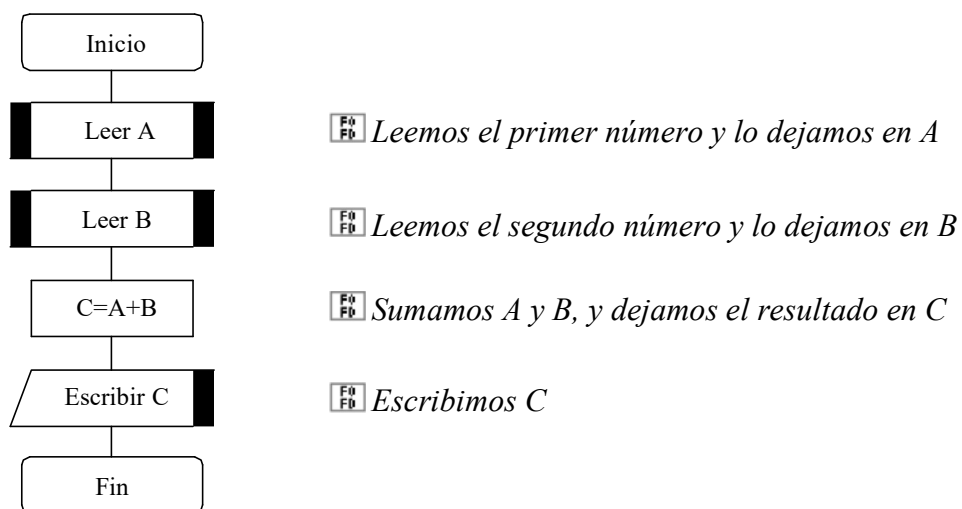 Inicio
Leer A
Leemos el primer número y lo dejamos en A
Leer B
Leemos el segundo número y lo dejamos en B
C=A+B
Sumamos A y B, y dejamos el resultado en C
Escribir C
Escribimos C
Fin